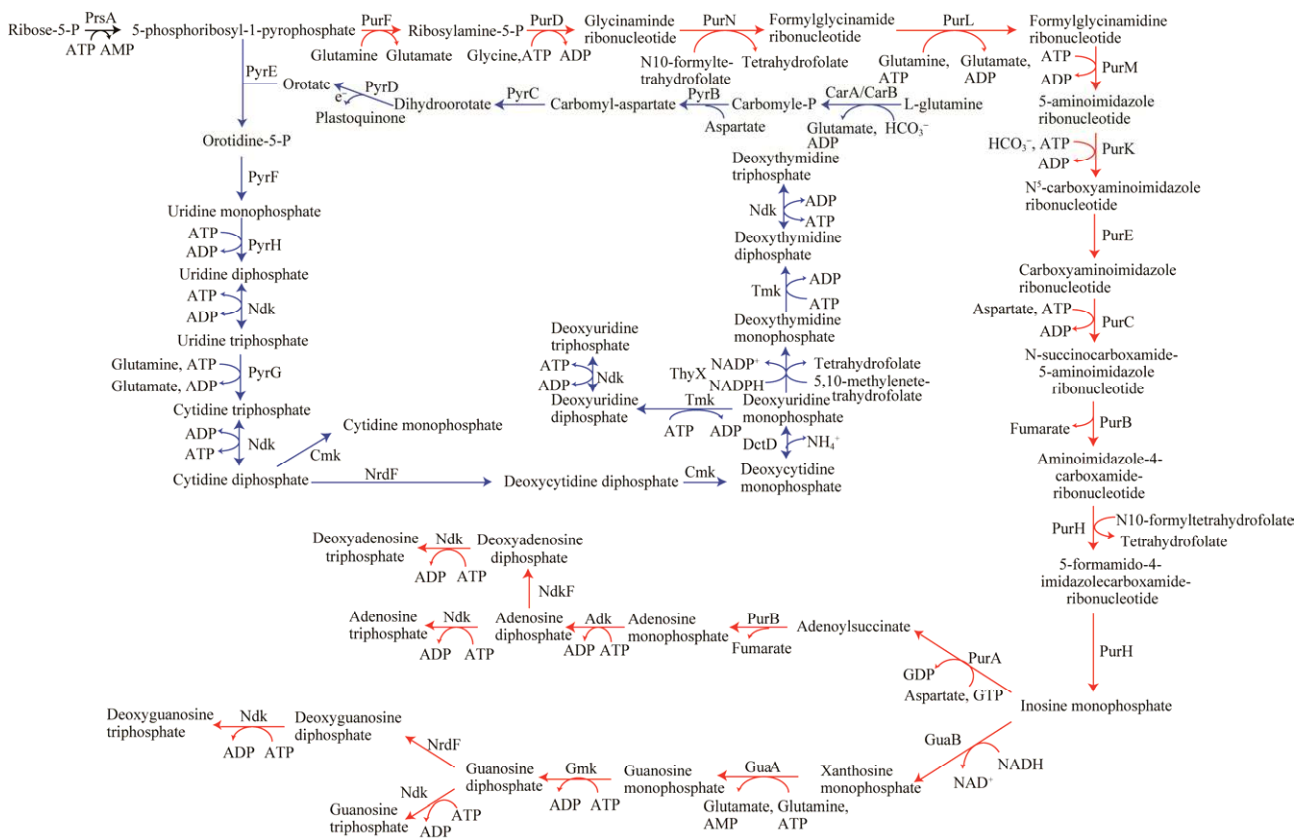 Ribose-5-P
PrsA
ATP AMP
5-phosphoribosyl-1-pyrophosphate
PurF
Glutamine Glutamate
Ribosylamine-5-P
PurD
Glycine, ATP ADP
Glycinaminde
ribonucleotide
PurN
N10-formylte-
trahydrofolate
Tetrahydrofolate
Formylglycinamide
ribonucleotide
PurL
Glutamine,
ATP
Glutamate,
ADP
Formylglycinamidine
ribonucleotide
ATP
ADP
PurM
5-aminoimidazole
ribonucleotide
HCO₃⁻, ATP
ADP
PurK
N⁵-carboxyaminoimidazole
ribonucleotide
PurE
Carboxyaminoimidazole
ribonucleotide
Aspartate, ATP
ADP
PurC
N-succinocarboxamide-
5-aminoimidazole
ribonucleotide
Fumarate
PurB
Aminoimidazole-4-
carboxamide-
ribonucleotide
PurH
N10-formyltetrahydrofolate
Tetrahydrofolate
5-formamido-4-
imidazolecarboxamide-
ribonucleotide
PurH
Inosine monophosphate
PyrE
Orotate
PyrD
e⁻
Plastoquinone
Dihydroorotate
PyrC
Carbomyl-aspartate
PyrB
Aspartate
Carbomyle-P
CarA/CarB
Glutamate,
ADP
HCO₃⁻
L-glutamine
Orotidine-5-P
PyrF
Uridine monophosphate
ATP
ADP
PyrH
Uridine diphosphate
ATP
ADP
Ndk
Uridine triphosphate
Glutamine, ATP
Glutamate, ADP
PyrG
Cytidine triphosphate
ADP
ATP
Ndk
Cytidine diphosphate
Cmk
Cytidine monophosphate
NrdF
Deoxycytidine diphosphate
Cmk
Deoxycytidine
monophosphate
DctD
NH₄⁺
Deoxyuridine
monophosphate
Tmk
ATP ADP
Deoxyuridine
diphosphate
ATP
ADP
Ndk
Deoxyuridine
triphosphate
ThyX
NADP⁺
NADPH
Tetrahydrofolate
5,10-methylenete-
trahydrofolate
Deoxythymidine
monophosphate
Tmk
ADP
ATP
Deoxythymidine
diphosphate
Ndk
ADP
ATP
Deoxythymidine
triphosphate
Deoxyadenosine
triphosphate
Ndk
ADP ATP
Deoxyadenosine
diphosphate
NdkF
Adenosine
triphosphate
Ndk
ADP ATP
Adenosine
diphosphate
Adk
ADP ATP
Adenosine
monophosphate
PurB
Fumarate
Adenoylsuccinate
PurA
GDP
Aspartate, GTP
Deoxyguanosine
triphosphate
Ndk
ADP ATP
Deoxyguanosine
diphosphate
NrdF
Guanosine
diphosphate
Ndk
ATP
ADP
Guanosine
triphosphate
Gmk
ADP ATP
Guanosine
monophosphate
GuaA
Glutamate,
AMP
Glutamine,
ATP
Xanthosine
monophosphate
GuaB
NADH
NAD⁺